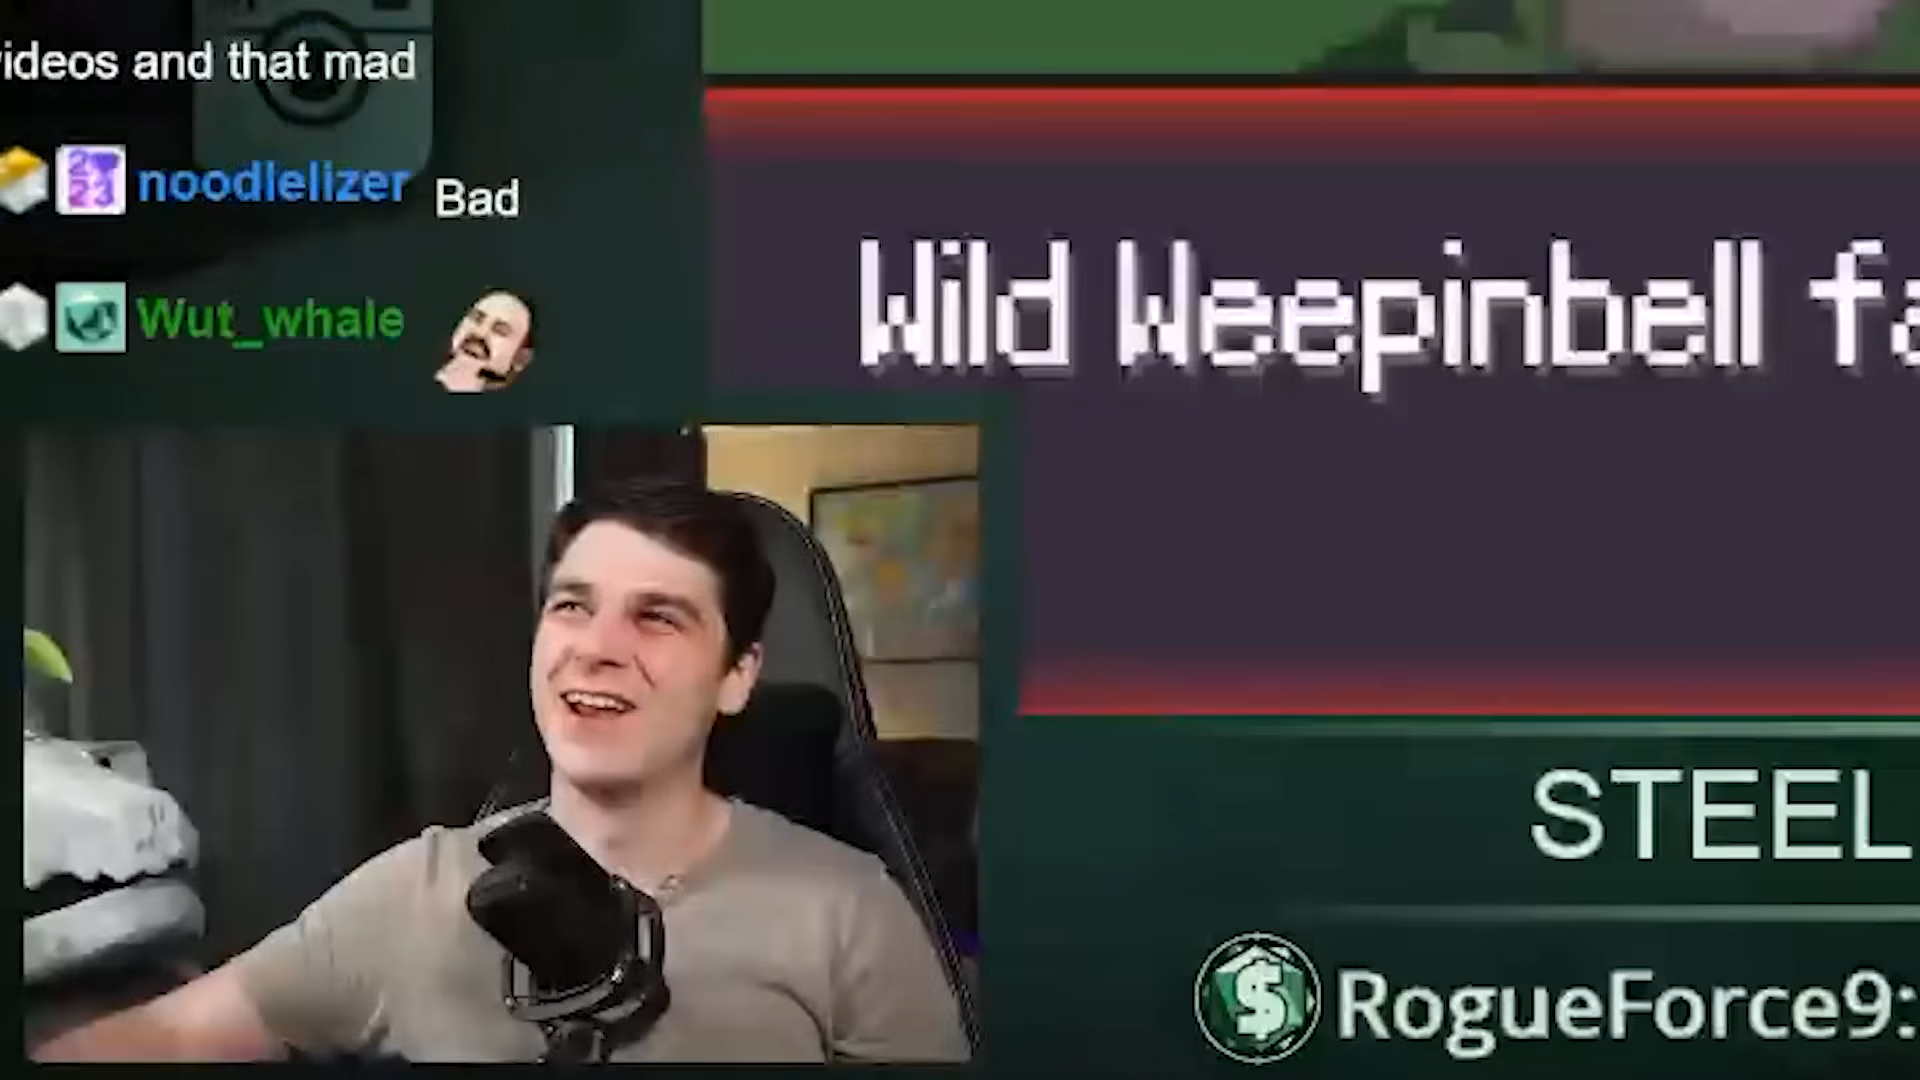 videos and that mad
noodlelizer Bad
Wut_whale
Wild Weepinbell fa
STEEL
RogueForce9: